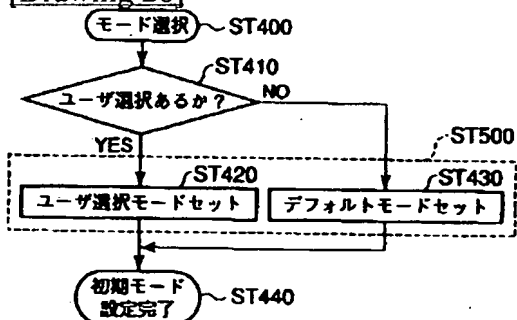 モード選択
ST400
ST410
ユーザ選択あるか?
NO
YES
ST500
ST420
ST430
ユーザ選択モードセット
デフォルトモードセット
初期モード
設定完了
ST440